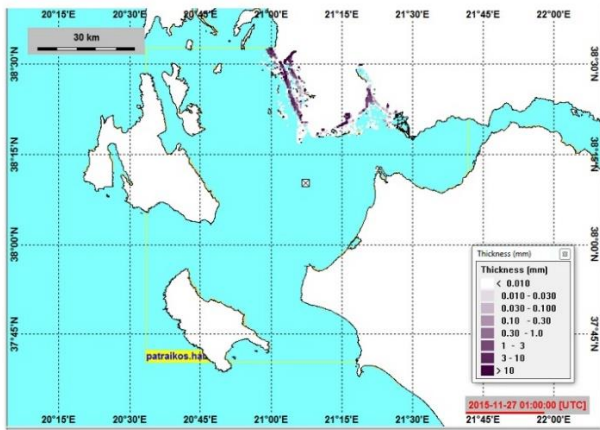 20°15'E 20°30'E 20°45'E 21°00'E 21°15'E 21°30'E 21°45'E 22°00'E
30 km
38°30'N 38°30'N
38°15'N 38°15'N
38°00'N 38°00'N
37°45'N 37°45'N
Thickness (mm)
Thickness (mm)
< 0.010
0.010 - 0.030
0.030 - 0.100
0.10 - 0.30
0.30 - 1.0
1 - 3
3 - 10
> 10
patraikos.hab
2015-11-27 01:00:00 [UTC]
20°15'E 20°30'E 20°45'E 21°00'E 21°15'E 21°30'E 21°45'E 22°00'E